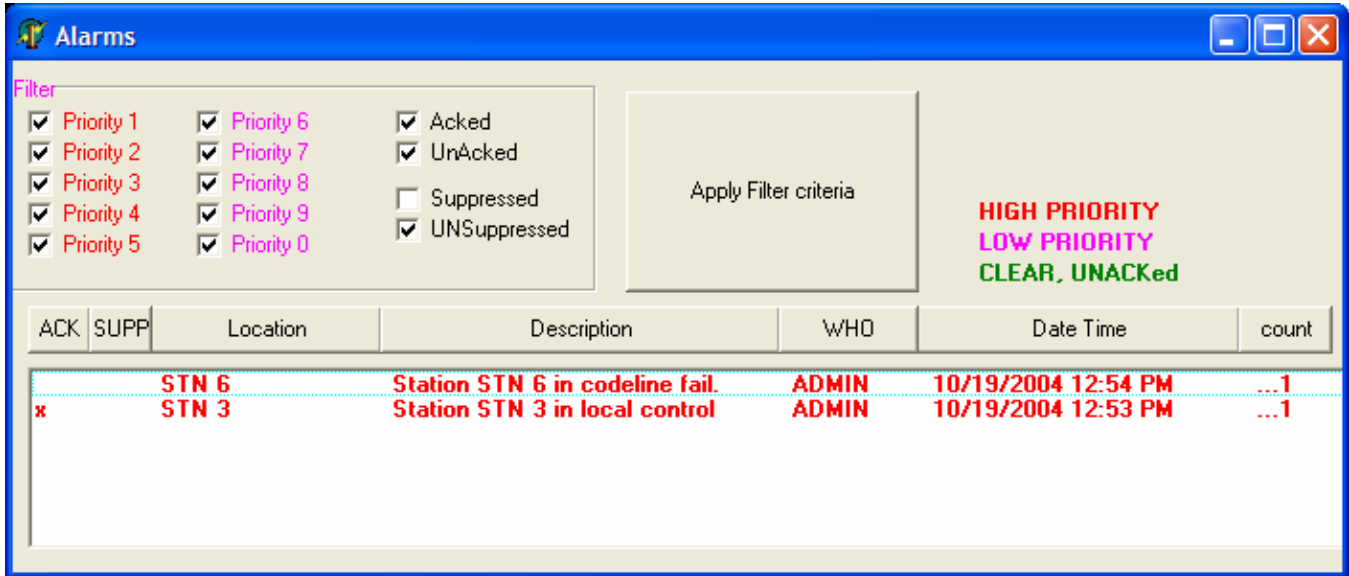 Alarms
Filter
Priority 1 Priority 6 Acked
Priority 2 Priority 7 UnAcked
Priority 3 Priority 8 Suppressed
Priority 4 Priority 9 UNSuppressed
Priority 5 Priority 0
Apply Filter criteria
HIGH PRIORITY
LOW PRIORITY
CLEAR, UNACKed
ACK SUPP Location Description WHO Date Time count
STN 6 Station STN 6 in codeline fail. ADMIN 10/19/2004 12:54 PM ...1
x STN 3 Station STN 3 in local control ADMIN 10/19/2004 12:53 PM ...1